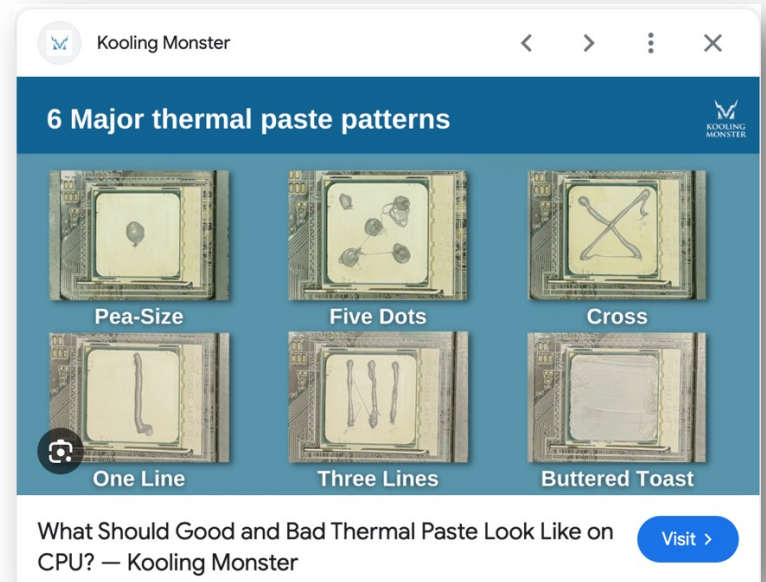 Kooling Monster
6 Major thermal paste patterns
KOOLING
MONSTER
Pea-Size
Five Dots
Cross
One Line
Three Lines
Buttered Toast
What Should Good and Bad Thermal Paste Look Like on
CPU? — Kooling Monster
Visit